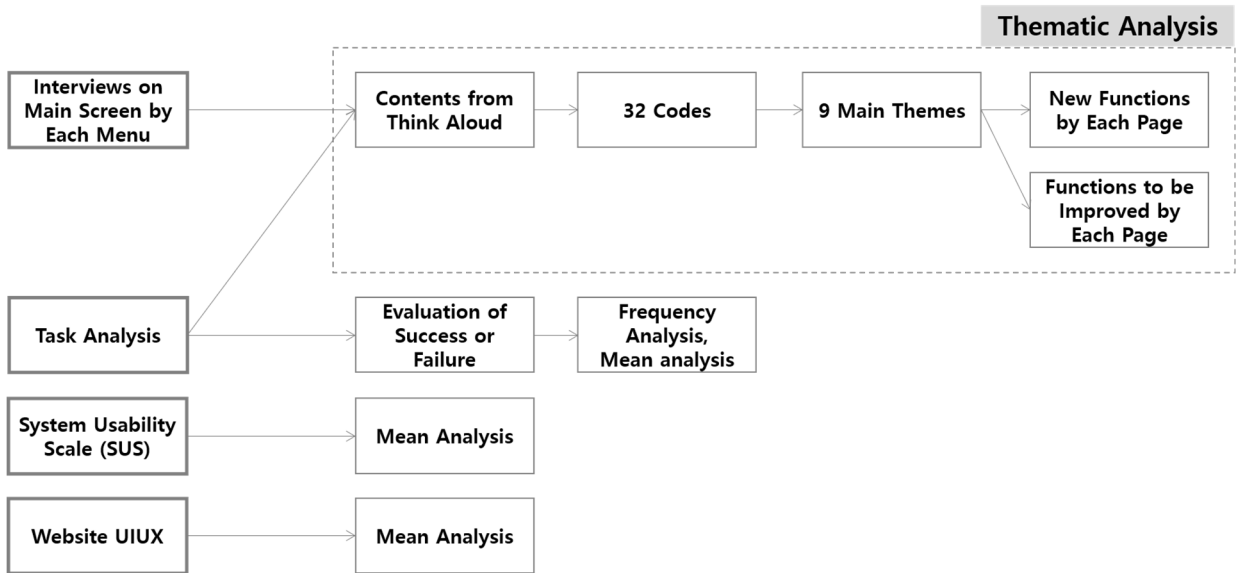 Thematic Analysis
Interviews on
Main Screen by
Each Menu
Contents from
Think Aloud
32 Codes
9 Main Themes
New Functions
by Each Page
Functions to be
Improved by
Each Page
Task Analysis
Evaluation of
Success or
Failure
Frequency
Analysis,
Mean analysis
System Usability
Scale (SUS)
Mean Analysis
Website UIUX
Mean Analysis